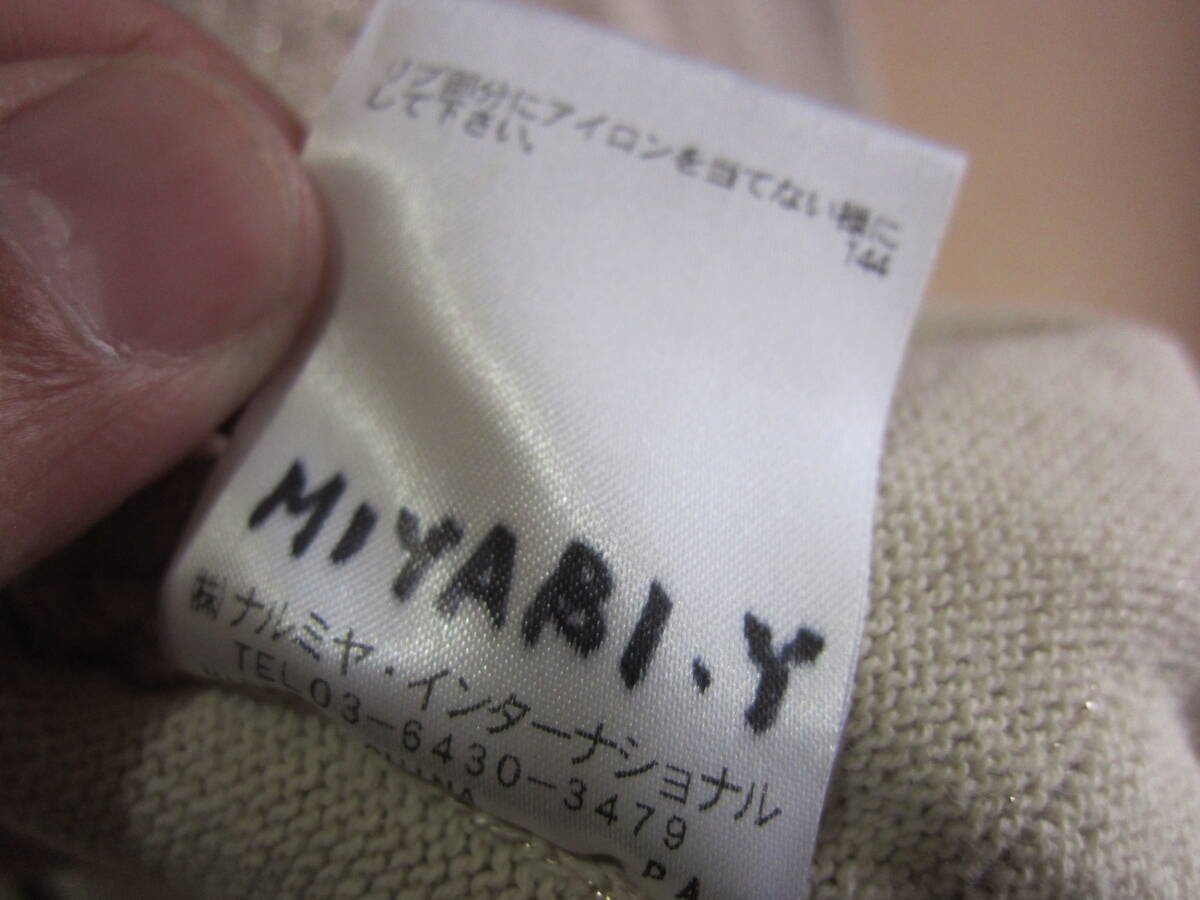 リブ部分にアイロンを当てない様に
して下さい。
144
MIYABI.Y
㈱ナルミヤ・インターナショナル
TEL03-6430-3479